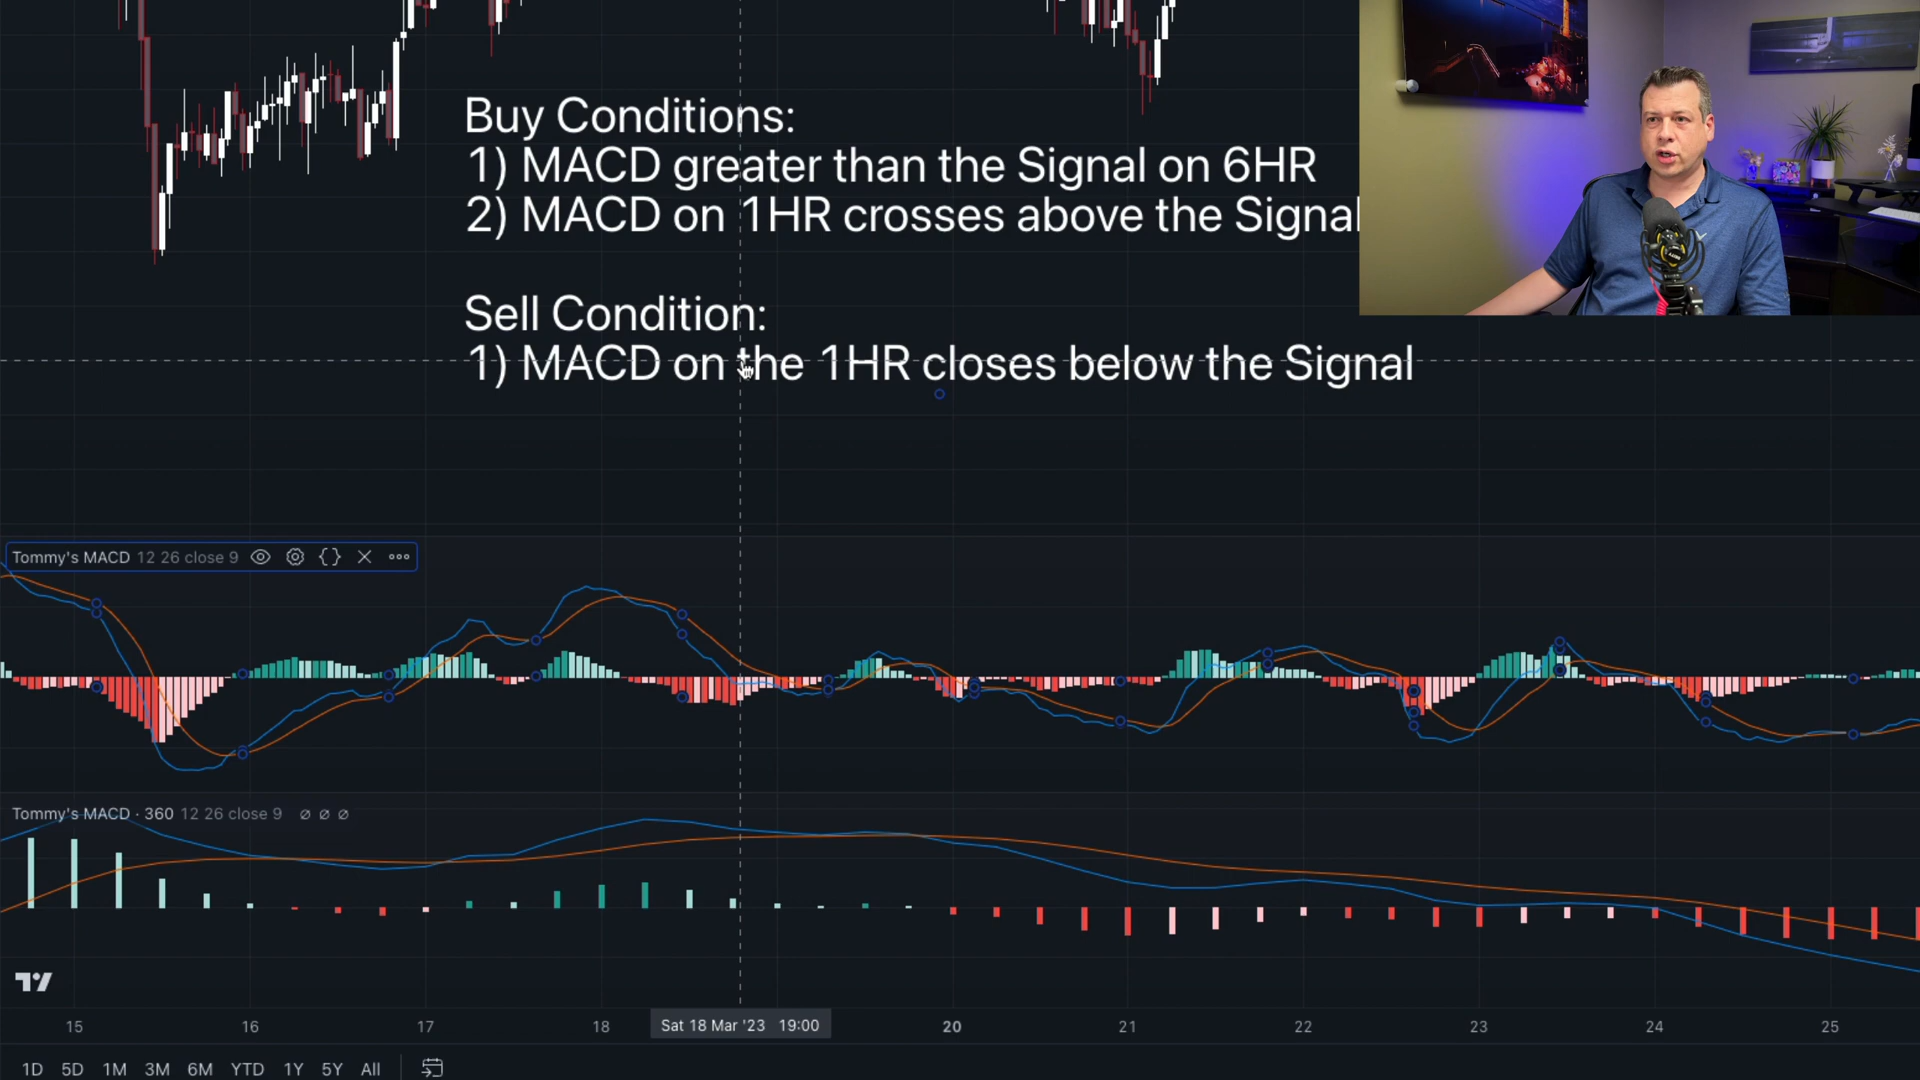 Buy Conditions:
1) MACD greater than the Signal on 6HR
2) MACD on 1HR crosses above the Signal
Sell Condition:
1) MACD on the 1HR closes below the Signal
Tommy's MACD 12 26 close 9
Tommy's MACD · 360 12 26 close 9 ∅ ∅ ∅
15 16 17 18 Sat 18 Mar '23 19:00 20 21 22 23 24 25
1D 5D 1M 3M 6M YTD 1Y 5Y All